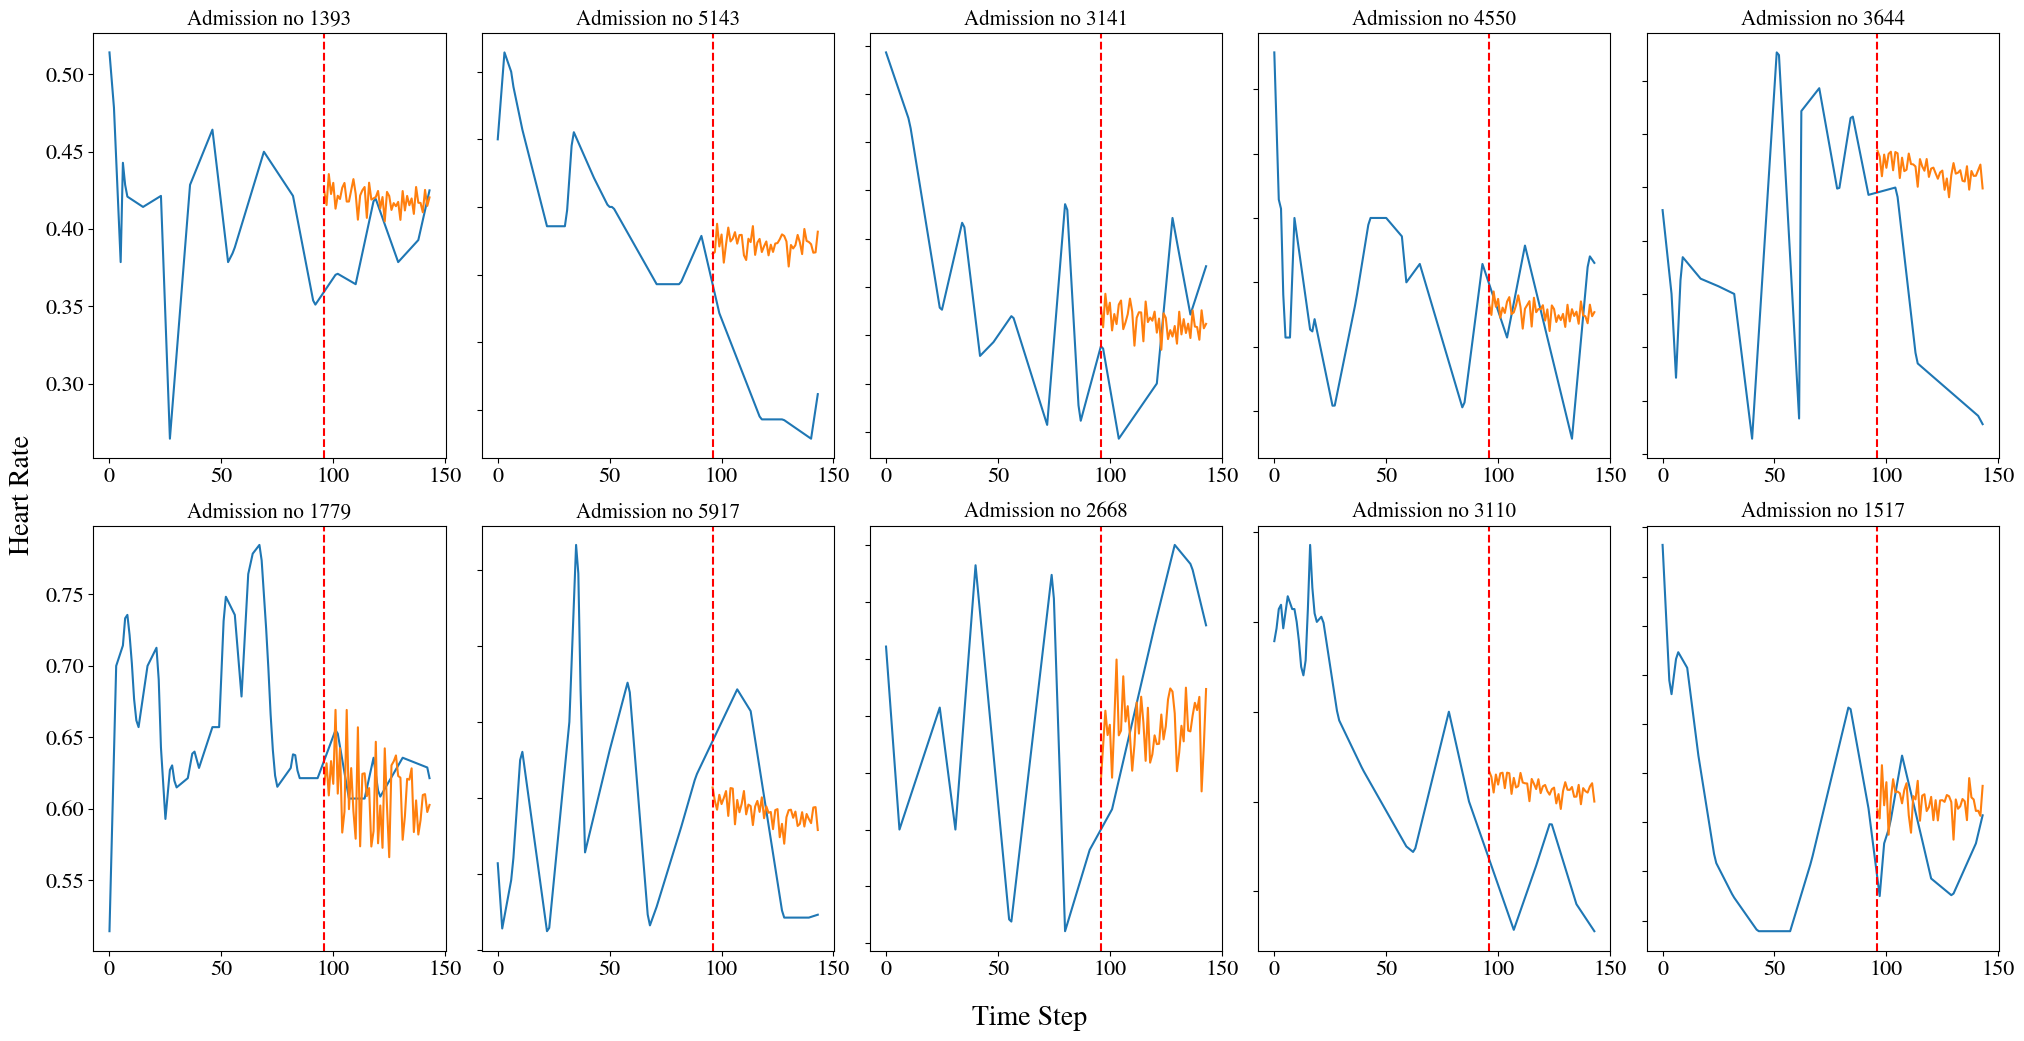 Admission no 1393
Admission no 5143
Admission no 3141
Admission no 4550
Admission no 3644
0.50
0.45
0.40
0.35
0.30
0 50 100 150
0 50 100 150
0 50 100 150
0 50 100 150
0 50 100 150
Heart Rate
Admission no 1779
Admission no 5917
Admission no 2668
Admission no 3110
Admission no 1517
0.75
0.70
0.65
0.60
0.55
0 50 100 150
0 50 100 150
0 50 100 150
0 50 100 150
0 50 100 150
Time Step